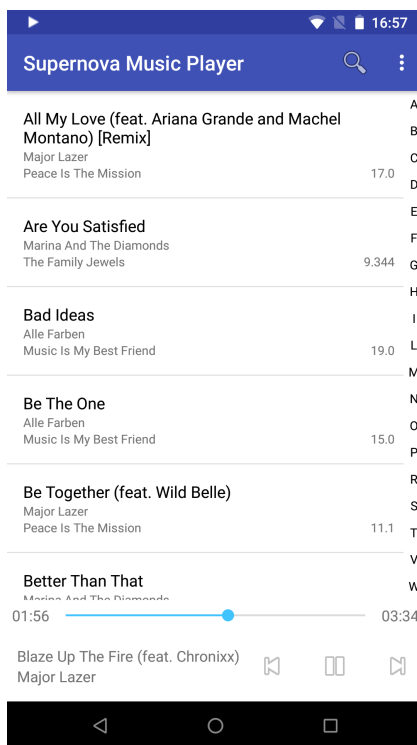 16:57
Supernova Music Player
All My Love (feat. Ariana Grande and Machel
Montano) [Remix]
Major Lazer
Peace Is The Mission
17.0
Are You Satisfied
Marina And The Diamonds
The Family Jewels
9.344
Bad Ideas
Alle Farben
Music Is My Best Friend
19.0
Be The One
Alle Farben
Music Is My Best Friend
15.0
Be Together (feat. Wild Belle)
Major Lazer
Peace Is The Mission
11.1
Better Than That
Marina And The Diamonds
A
B
C
D
E
F
G
H
I
L
M
N
O
P
R
S
T
V
W
01:56
03:34
Blaze Up The Fire (feat. Chronixx)
Major Lazer